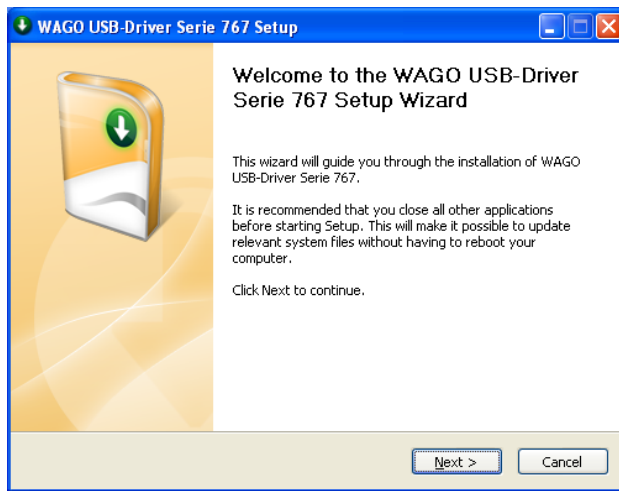 WAGO USB-Driver Serie 767 Setup
Welcome to the WAGO USB-Driver
Serie 767 Setup Wizard
This wizard will guide you through the installation of WAGO
USB-Driver Serie 767.
It is recommended that you close all other applications
before starting Setup. This will make it possible to update
relevant system files without having to reboot your
computer.
Click Next to continue.
Next >
Cancel